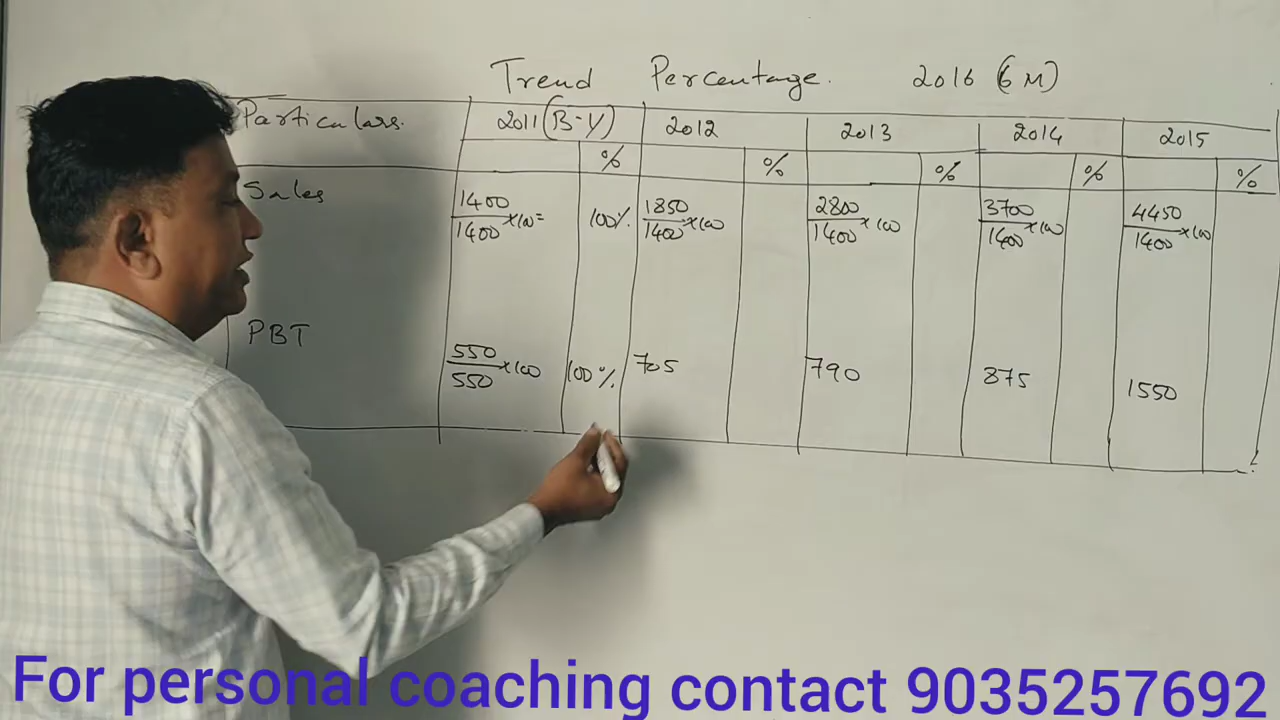 Trend Percentage. 2016 (6 M)
Particulars. 2011 (B-Y) 2012 2013 2014 2015
% % % % %
Sales 1400/1400 ×100= 100% 1850/1400 ×100 2800/1400 ×100 3700/1400 ×100 4450/1400 ×100
PBT 550/550 ×100 100% 705 790 875 1550
For personal coaching contact 9035257692